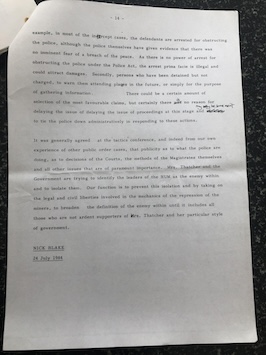 - 14 -
example, in most of the intercept cases, the defendants are arrested for obstructing
the police, although the police themselves have given evidence that there was
no imminent fear of a breach of the peace. As there is no power of arrest for
obstructing under the Police Act, the arrest prima facie is illegal and
could attract damages. Secondly, persons who have been detained but not
charged, to warn them attending pickets in the future, or simply for the purpose
of gathering information. There could be a certain amount of
selection of the most favourable cases, but certainly there no reason for
delaying the issue of delaying the issue of proceedings at this stage and
to tie the police down administratively in responding to these actions.
It was generally agreed at the tactics conference, and indeed from our own
experience of other public order cases, that publicity as to what the police are
doing, as to decisions of the Courts, the methods of the Magistrates themselves
and all other issues that are of paramount importance. Mrs. Thatcher and the
Government are trying to identify the leaders of the NUM as the enemy within
and to isolate them. Our function is to prevent this isolation and by taking on
the legal and civil liberties involved in the mechanics of the repression of the
miners, to broaden the definition of the enemy within until it includes all
those who are not ardent supporters of Mrs. Thatcher and her particular style
of government.
NICK BLAKE
July 1984